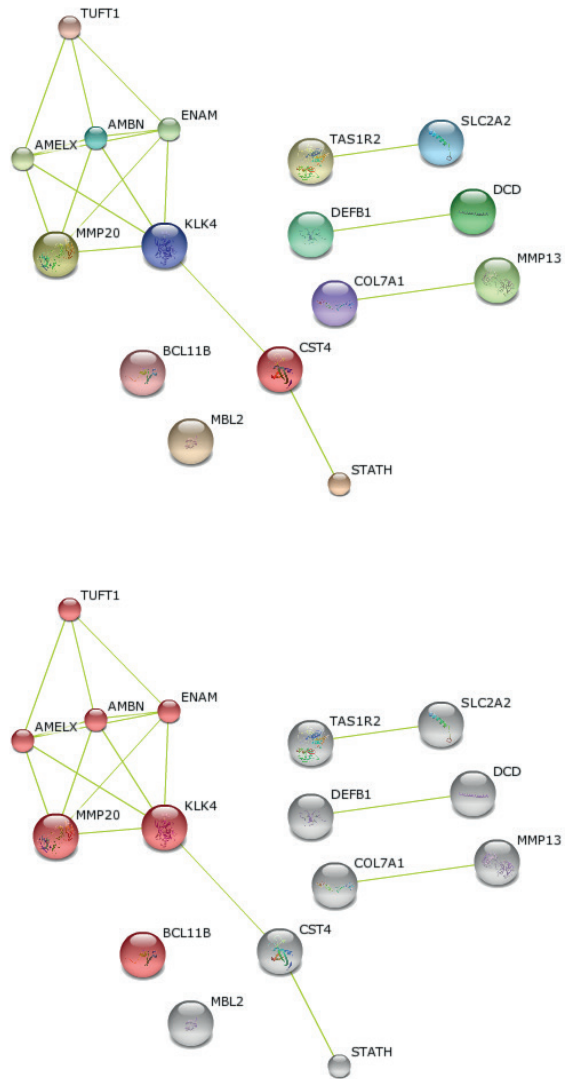 TUFT1
AMBN
ENAM
AMELX
SLC2A2
TAS1R2
DCD
DEFB1
KLK4
MMP20
MMP13
COL7A1
BCL11B
CST4
MBL2
STATH
TUFT1
ENAM
AMBN
AMELX
SLC2A2
TAS1R2
DCD
DEFB1
KLK4
MMP20
MMP13
COL7A1
BCL11B
CST4
MBL2
STATH